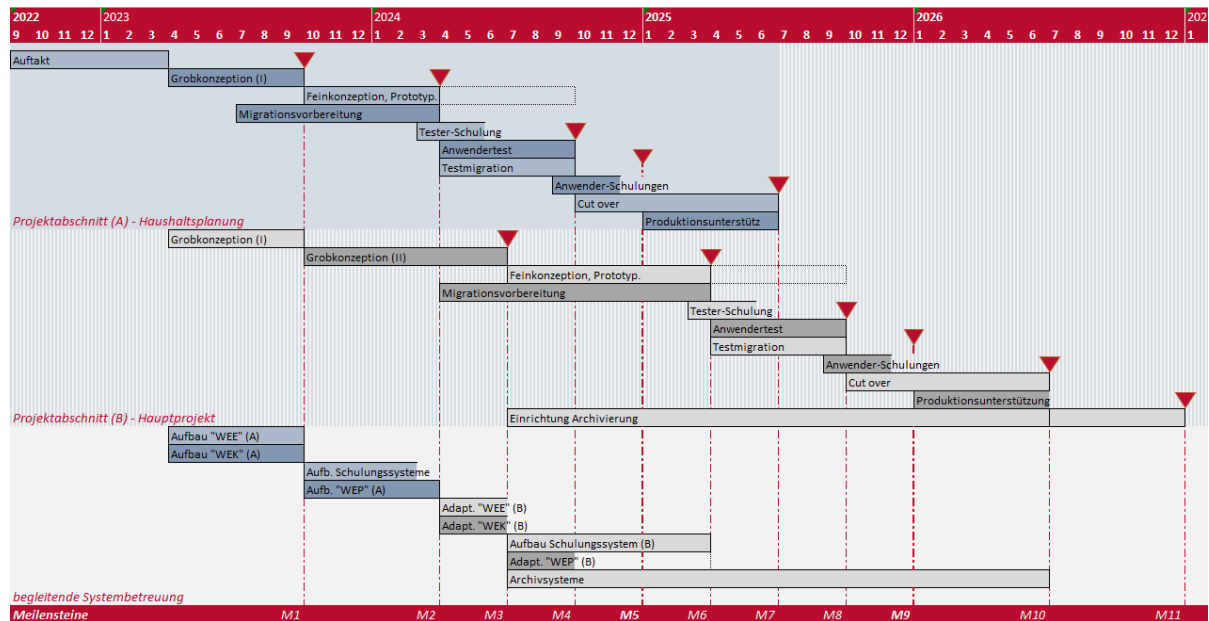 2022 2023 2024 2025 2026 202
9 10 11 12 1 2 3 4 5 6 7 8 9 10 11 12 1 2 3 4 5 6 7 8 9 10 11 12 1 2 3 4 5 6 7 8 9 10 11 12 1 2 3 4 5 6 7 8 9 10 11 12 1
Auftakt
Grobkonzeption (I)
Feinkonzeption, Prototyp.
Migrationsvorbereitung
Tester-Schulung
Anwendertest
Testmigration
Anwender-Schulungen
Cut over
Projektabschnitt (A) - Haushaltsplanung Produktionsunterstütz
Grobkonzeption (I)
Grobkonzeption (II)
Feinkonzeption, Prototyp.
Migrationsvorbereitung
Tester-Schulung
Anwendertest
Testmigration
Anwender-Schulungen
Cut over
Produktionsunterstützung
Projektabschnitt (B) - Hauptprojekt Einrichtung Archivierung
Aufbau "WEE" (A)
Aufbau "WEK" (A)
Aufb. Schulungssysteme
Aufb. "WEP" (A)
Adapt. "WEE" (B)
Adapt. "WEK" (B)
Aufbau Schulungssystem (B)
Adapt. "WEP" (B)
Archivsysteme
begleitende Systembetreuung
Meilensteine M1 M2 M3 M4 M5 M6 M7 M8 M9 M10 M11